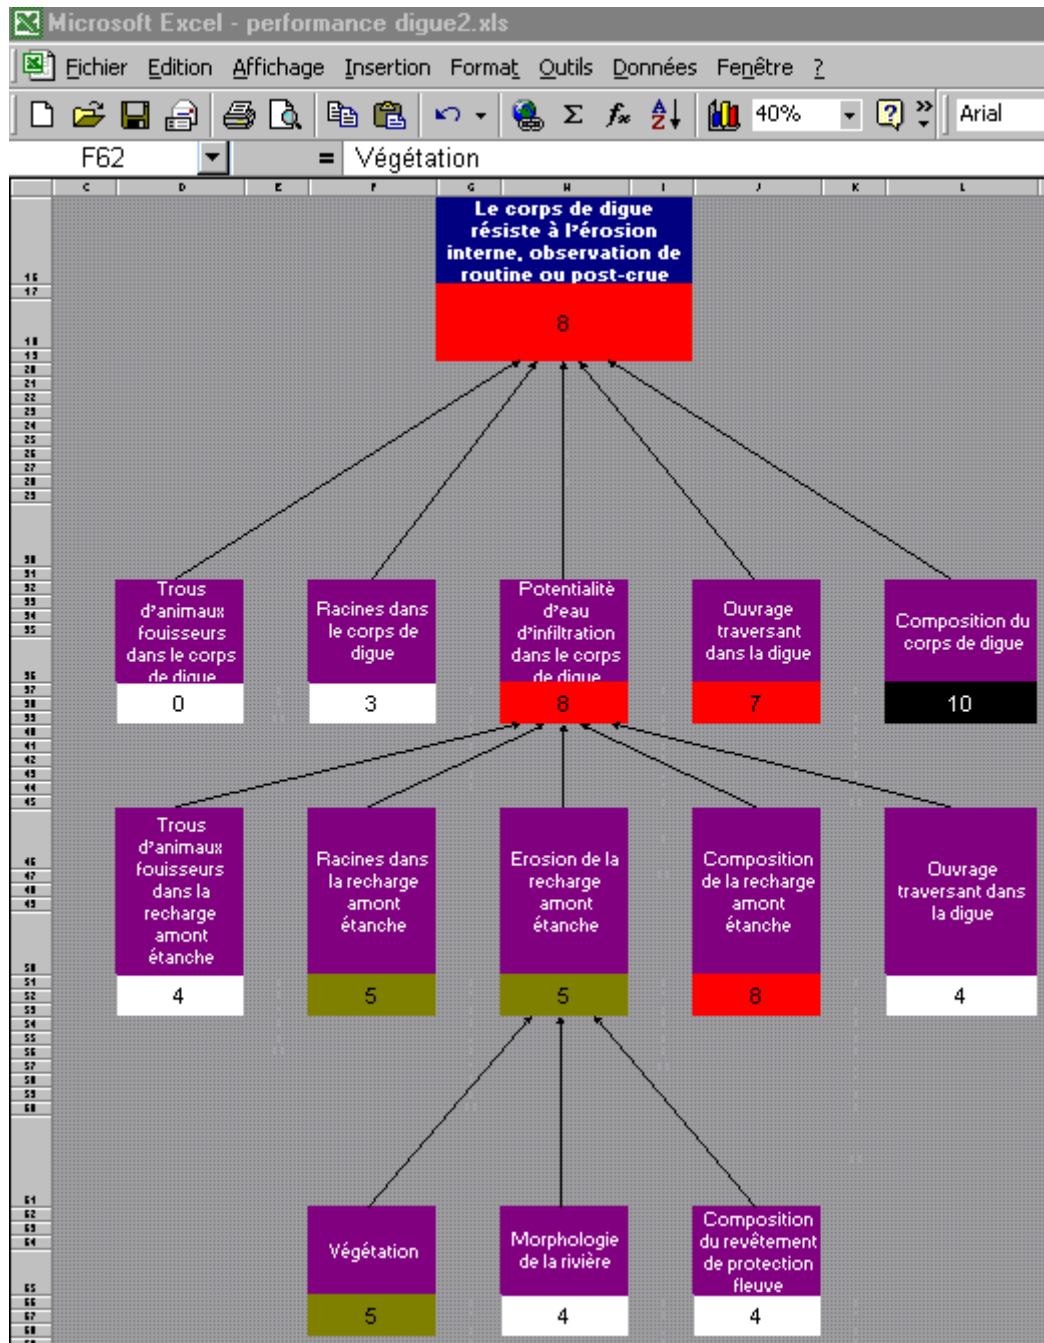 Microsoft Excel - performance digue2.xls
Fichier Edition Affichage Insertion Format Outils Données Fenêtre ?
40% Arial
F62 = Végétation
C D E F G H I J K L
Le corps de digue
résiste à l'érosion
interne, observation de
routine ou post-crue
8
Trous
d'animaux
fouisseurs
dans le corps
de digue
0
Racines dans
le corps de
digue
3
Potentialité
d'eau
d'infiltration
dans le corps
de digue
8
Ouvrage
traversant
dans la digue
7
Composition du
corps de digue
10
Trous
d'animaux
fouisseurs
dans la
recharge
amont
étanche
4
Racines dans
la recharge
amont
étanche
5
Erosion de la
recharge
amont
étanche
5
Composition
de la recharge
amont
étanche
8
Ouvrage
traversant dans
la digue
4
Végétation
5
Morphologie
de la rivière
4
Composition
du revêtement
de protection
fleuve
4